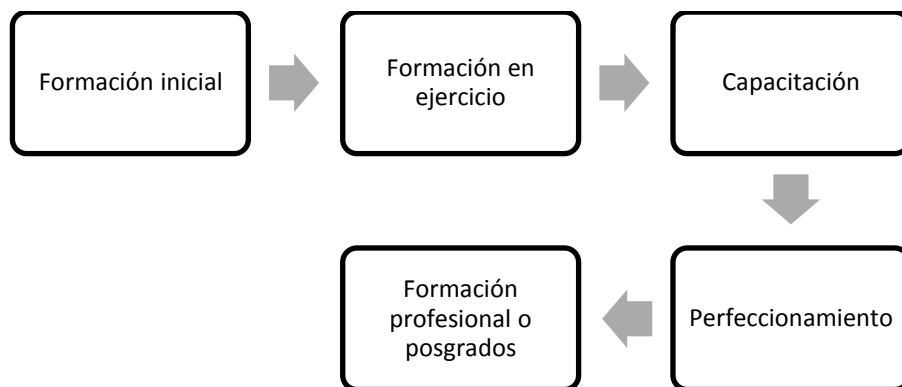 Formación inicial
Formación en
ejercicio
Capacitación
Perfeccionamiento
Formación
profesional o
posgrados